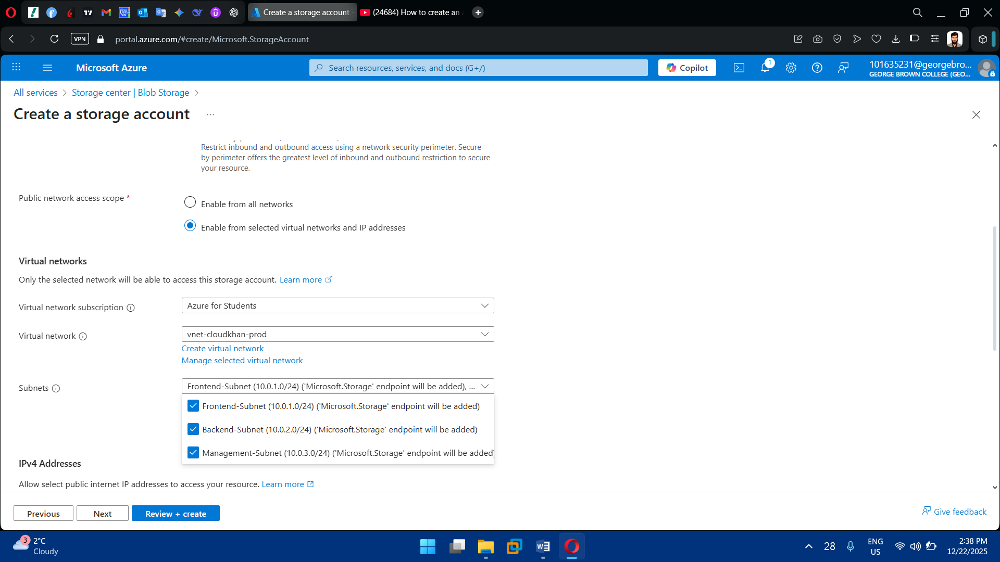 Create a storage account -
(24684) How to create an
VPN
portal.azure.com/#create/Microsoft.StorageAccount
Microsoft Azure
Search resources, services, and docs (G+/)
Copilot
1
101635231@georgebro...
GEORGE BROWN COLLEGE (GEO...
All services > Storage center | Blob Storage >
Create a storage account
...
Restrict inbound and outbound access using a network security perimeter. Secure
by perimeter offers the greatest level of inbound and outbound restriction to secure
your resource.
Public network access scope *
Enable from all networks
Enable from selected virtual networks and IP addresses
Virtual networks
Only the selected network will be able to access this storage account. Learn more
Virtual network subscription
Azure for Students
Virtual network
vnet-cloudkhan-prod
Create virtual network
Manage selected virtual network
Subnets
Frontend-Subnet (10.0.1.0/24) ('Microsoft.Storage' endpoint will be added), ...
Frontend-Subnet (10.0.1.0/24) ('Microsoft.Storage' endpoint will be added)
Backend-Subnet (10.0.2.0/24) ('Microsoft.Storage' endpoint will be added)
Management-Subnet (10.0.3.0/24) ('Microsoft.Storage' endpoint will be added)
IPv4 Addresses
Allow select public internet IP addresses to access your resource. Learn more
Previous
Next
Review + create
Give feedback
3
2°C
Cloudy
28
ENG
US
2:38 PM
12/22/2025